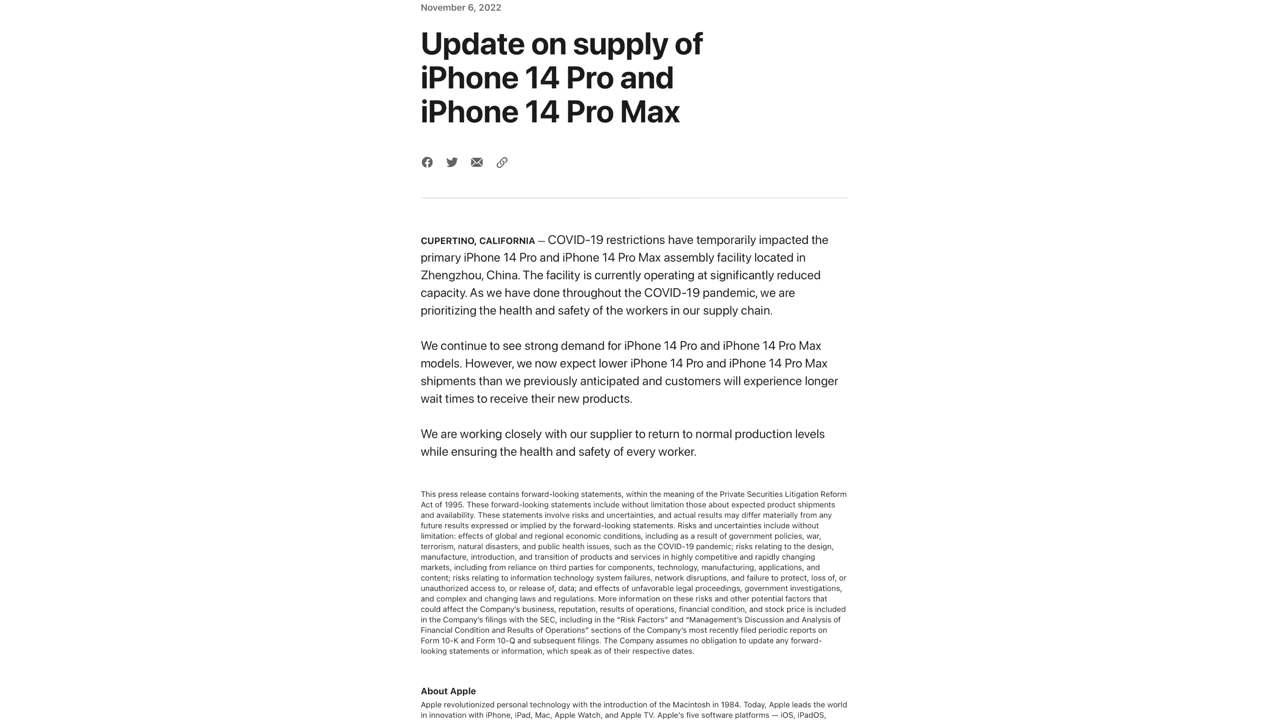 November 6, 2022
Update on supply of
iPhone 14 Pro and
iPhone 14 Pro Max
CUPERTINO, CALIFORNIA — COVID-19 restrictions have temporarily impacted the
primary iPhone 14 Pro and iPhone 14 Pro Max assembly facility located in
Zhengzhou, China. The facility is currently operating at significantly reduced
capacity. As we have done throughout the COVID-19 pandemic, we are
prioritizing the health and safety of the workers in our supply chain.
We continue to see strong demand for iPhone 14 Pro and iPhone 14 Pro Max
models. However, we now expect lower iPhone 14 Pro and iPhone 14 Pro Max
shipments than we previously anticipated and customers will experience longer
wait times to receive their new products.
We are working closely with our supplier to return to normal production levels
while ensuring the health and safety of every worker.
This press release contains forward-looking statements, within the meaning of the Private Securities Litigation Reform
Act of 1995. These forward-looking statements include without limitation those about expected product shipments
and availability. These statements involve risks and uncertainties, and actual results may differ materially from any
future results expressed or implied by the forward-looking statements. Risks and uncertainties include without
limitation: effects of global and regional economic conditions, including as a result of government policies, war,
terrorism, natural disasters, and public health issues, such as the COVID-19 pandemic; risks relating to the design,
manufacture, introduction, and transition of products and services in highly competitive and rapidly changing
markets, including from reliance on third parties for components, technology, manufacturing, applications, and
content; risks relating to information technology system failures, network disruptions, and failure to protect, loss of, or
unauthorized access to, or release of, data; and effects of unfavorable legal proceedings, government investigations,
and complex and changing laws and regulations. More information on these risks and other potential factors that
could affect the Company's business, reputation, results of operations, financial condition, and stock price is included
in the Company's filings with the SEC, including in the "Risk Factors" and "Management's Discussion and Analysis of
Financial Condition and Results of Operations" sections of the Company's most recently filed periodic reports on
Form 10-K and Form 10-Q and subsequent filings. The Company assumes no obligation to update any forward-
looking statements or information, which speak as of their respective dates.
About Apple
Apple revolutionized personal technology with the introduction of the Macintosh in 1984. Today, Apple leads the world
in innovation with iPhone, iPad, Mac, Apple Watch, and Apple TV. Apple's five software platforms — iOS, iPadOS,